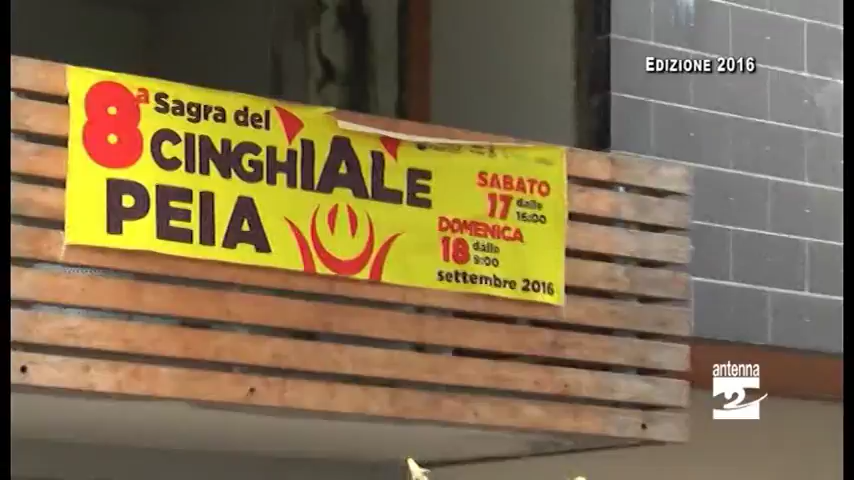 EDIZIONE 2016
8a Sagra del
CINGHIALE
PEIA
SABATO
17 dalle 16:00
DOMENICA
18 dalle 9:00
settembre 2016
antenna
2